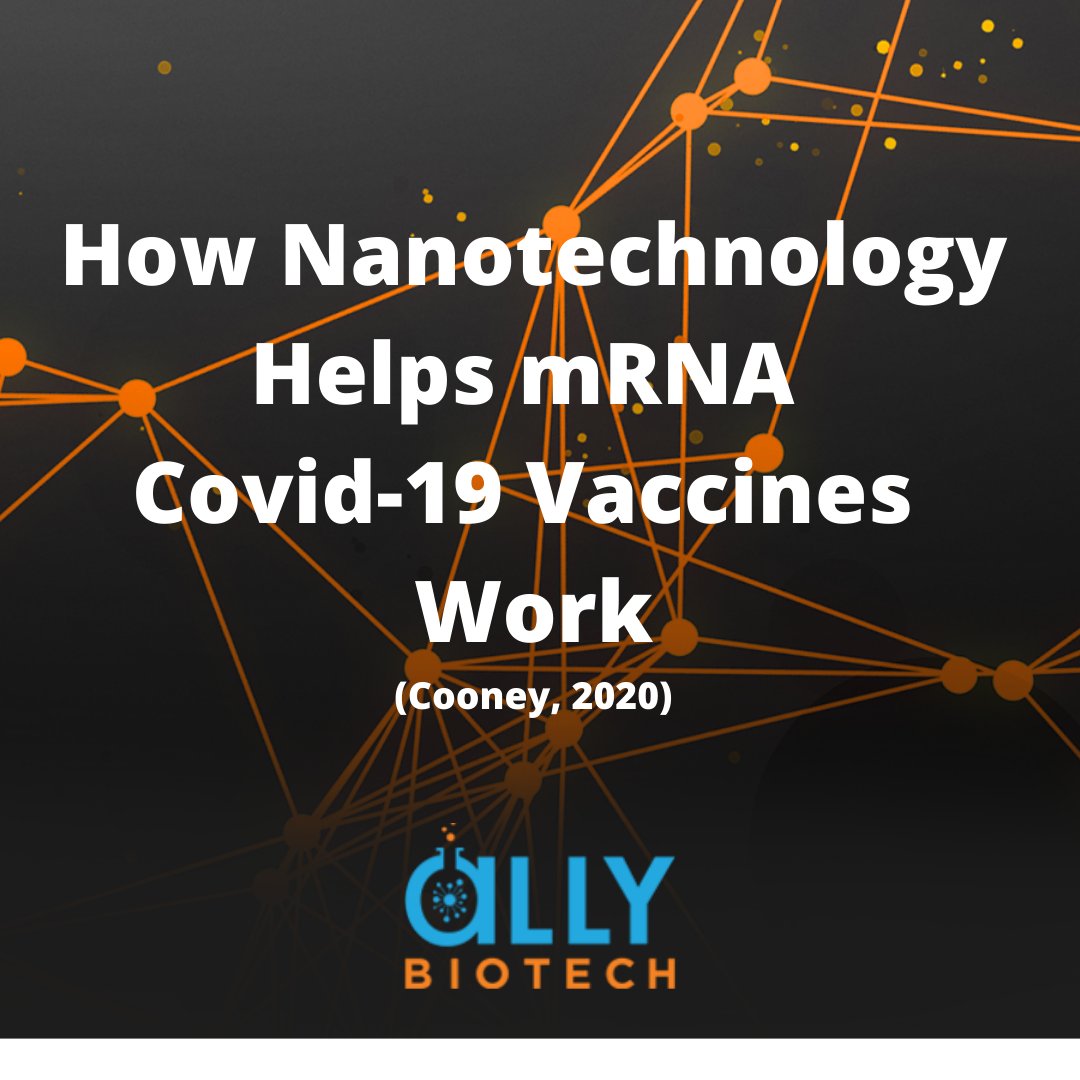 How Nanotechnology
Helps mRNA
Covid-19 Vaccines
Work
(Cooney, 2020)
aLLY
BIOTECH